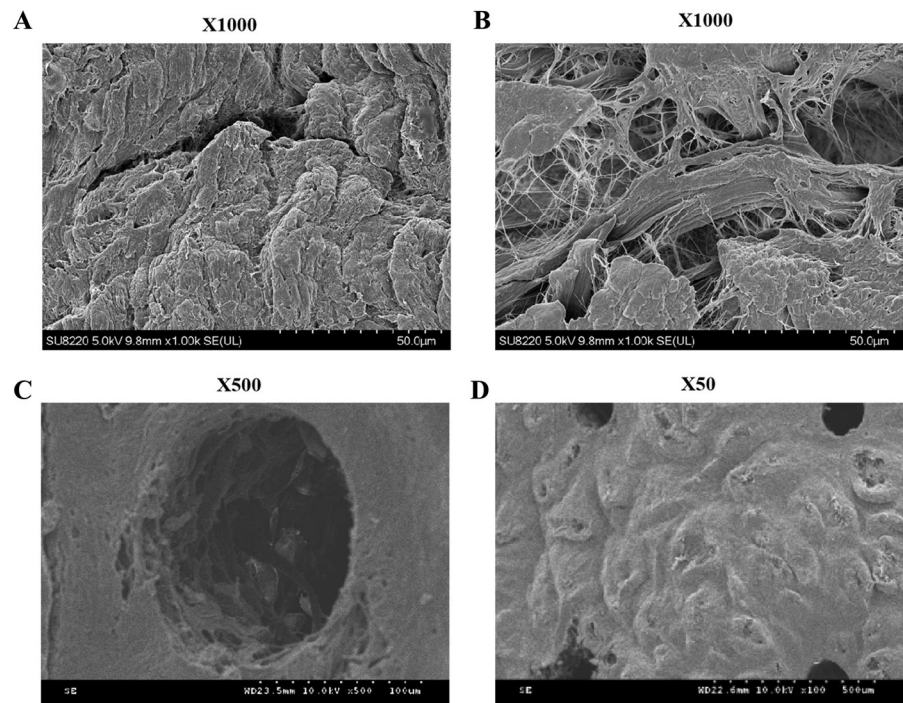 A
X1000
B
X1000
SU8220 5.0kV 9.8mm x1.00k SE(UL)
50.0μm
SU8220 5.0kV 9.8mm x1.00k SE(UL)
50.0μm
C
X500
D
X50
SE
WD23.5mm 10.0kV x500 100um
SE
WD22.6mm 10.0kV x100 500um